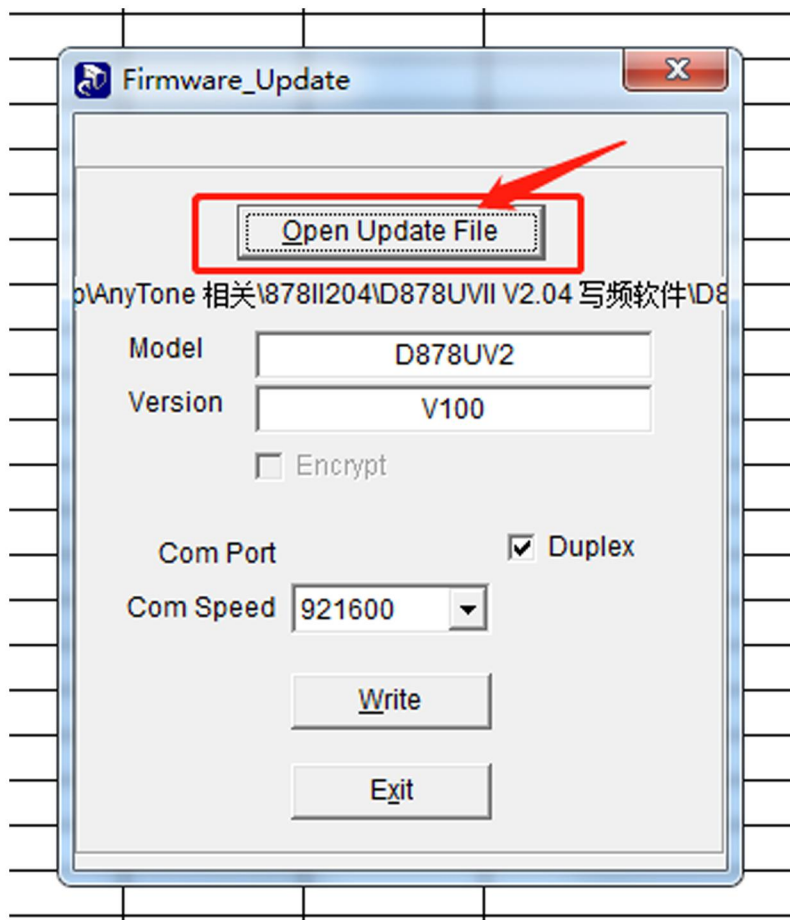 Firmware_Update
Open Update File
o\AnyTone 相关\878II204\D878UVII V2.04 写频软件\D8
Model D878UV2
Version V100
Encrypt
Com Port
Duplex
Com Speed 921600
Write
Exit